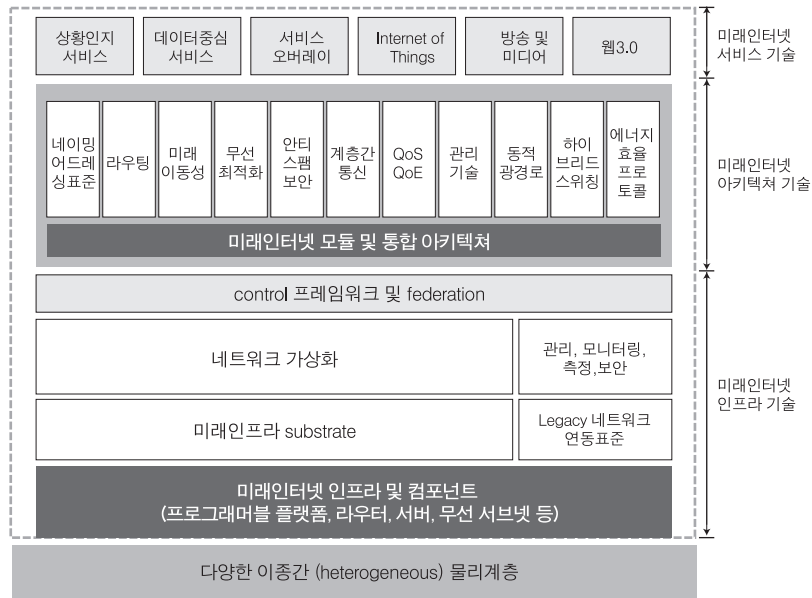 상황인지
서비스
데이터중심
서비스
서비스
오버레이
Internet of
Things
방송 및
미디어
웹3.0
미래인터넷
서비스 기술
네이밍
어드레
싱표준
라우팅
미래
이동성
무선
최적화
안티
스팸
보안
계층간
통신
QoS
QoE
관리
기술
동적
광경로
하이
브리드
스위칭
에너지
효율
프로
토콜
미래인터넷 모듈 및 통합 아키텍쳐
미래인터넷
아키텍쳐 기술
control 프레임워크 및 federation
네트워크 가상화
관리, 모니터링,
측정,보안
미래인프라 substrate
Legacy 네트워크
연동표준
미래인터넷 인프라 및 컴포넌트
(프로그래머블 플랫폼, 라우터, 서버, 무선 서브넷 등)
미래인터넷
인프라 기술
다양한 이종간 (heterogeneous) 물리계층